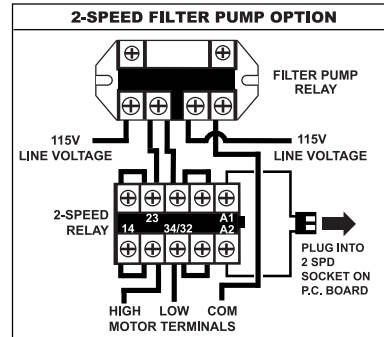 2-SPEED FILTER PUMP OPTION
FILTER PUMP
RELAY
115V
LINE VOLTAGE
115V
LINE VOLTAGE
2-SPEED
RELAY
23
A1
14
34/32
A2
PLUG INTO
2 SPD
SOCKET ON
P.C. BOARD
HIGH LOW COM
MOTOR TERMINALS